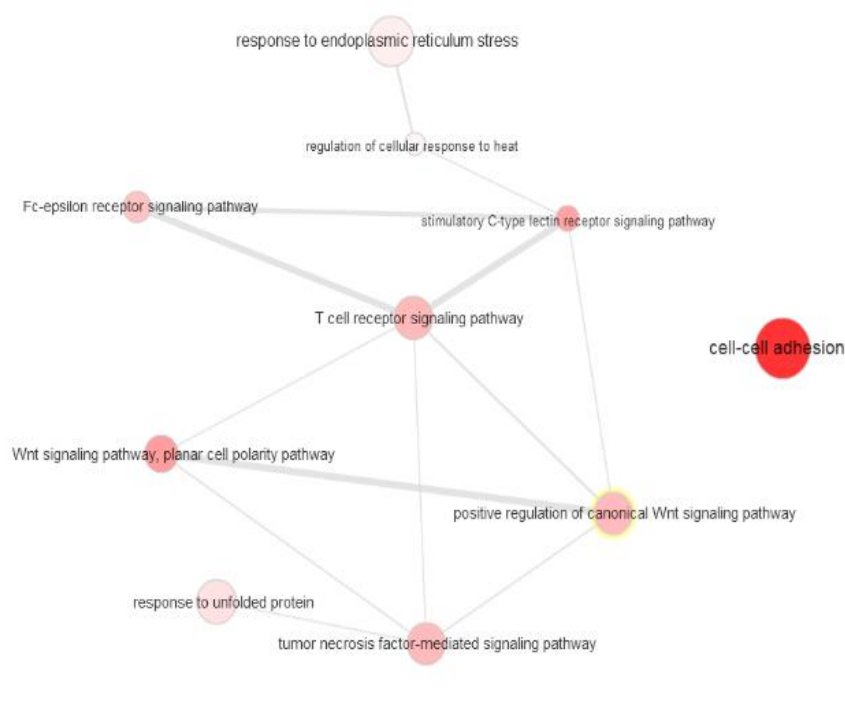 response to endoplasmic reticulum stress
regulation of cellular response to heat
Fc-epsilon receptor signaling pathway
stimulatory C-type lectin receptor signaling pathway
T cell receptor signaling pathway
cell-cell adhesion
Wnt signaling pathway, planar cell polarity pathway
positive regulation of canonical Wnt signaling pathway
response to unfolded protein
tumor necrosis factor-mediated signaling pathway